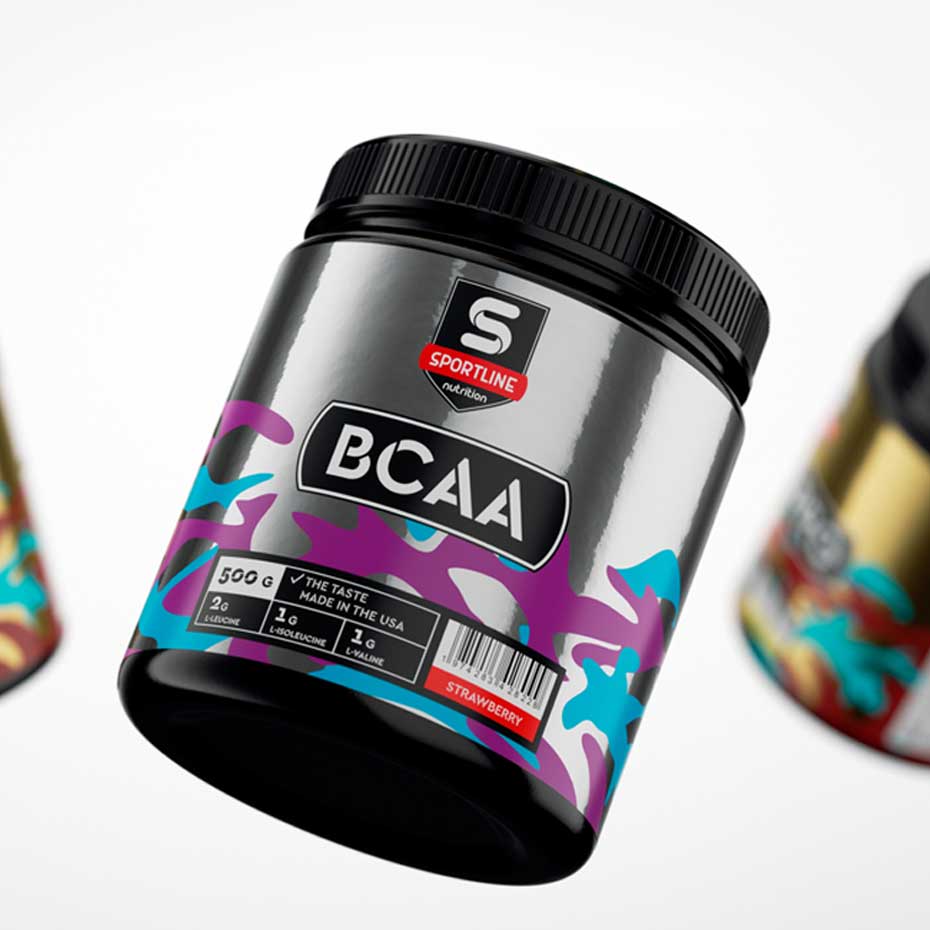 S
SPORTLINE
nutrition
BCAA
500 G
✓ THE TASTE
MADE IN THE USA
2G
L-LEUCINE
1G
L-ISOLEUCINE
1G
L-VALINE
STRAWBERRY